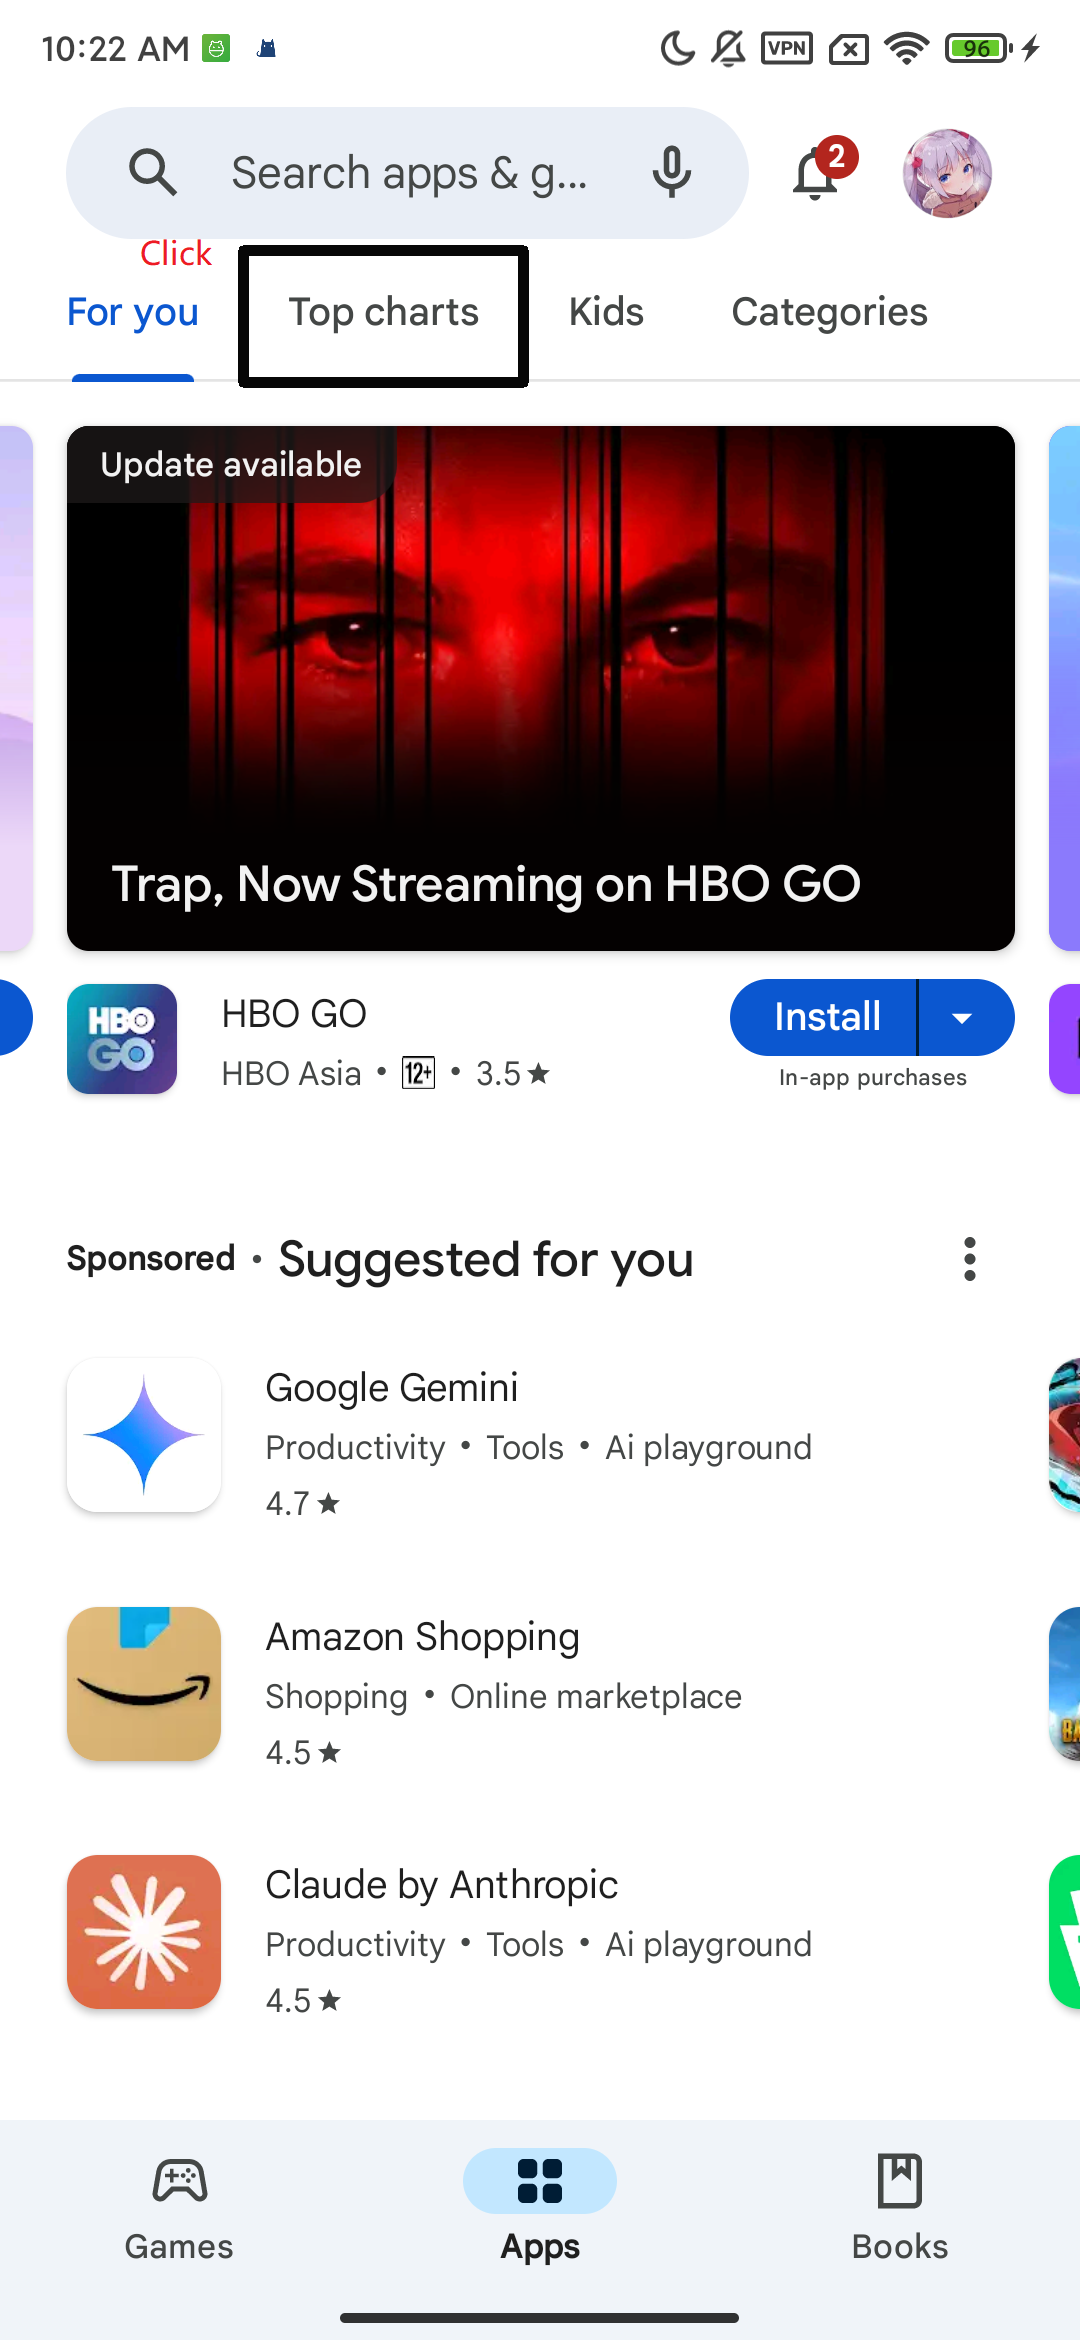 10:22 AM
VPN
96
Search apps & g...
2
Click
For you
Top charts
Kids
Categories
Update available
Trap, Now Streaming on HBO GO
HBO GO
HBO GO
Install
HBO Asia • 12+ • 3.5★
In-app purchases
Sponsored • Suggested for you
Google Gemini
Productivity • Tools • Ai playground
4.7★
Amazon Shopping
Shopping • Online marketplace
4.5★
BA
Claude by Anthropic
Productivity • Tools • Ai playground
4.5★
Games
Apps
Books